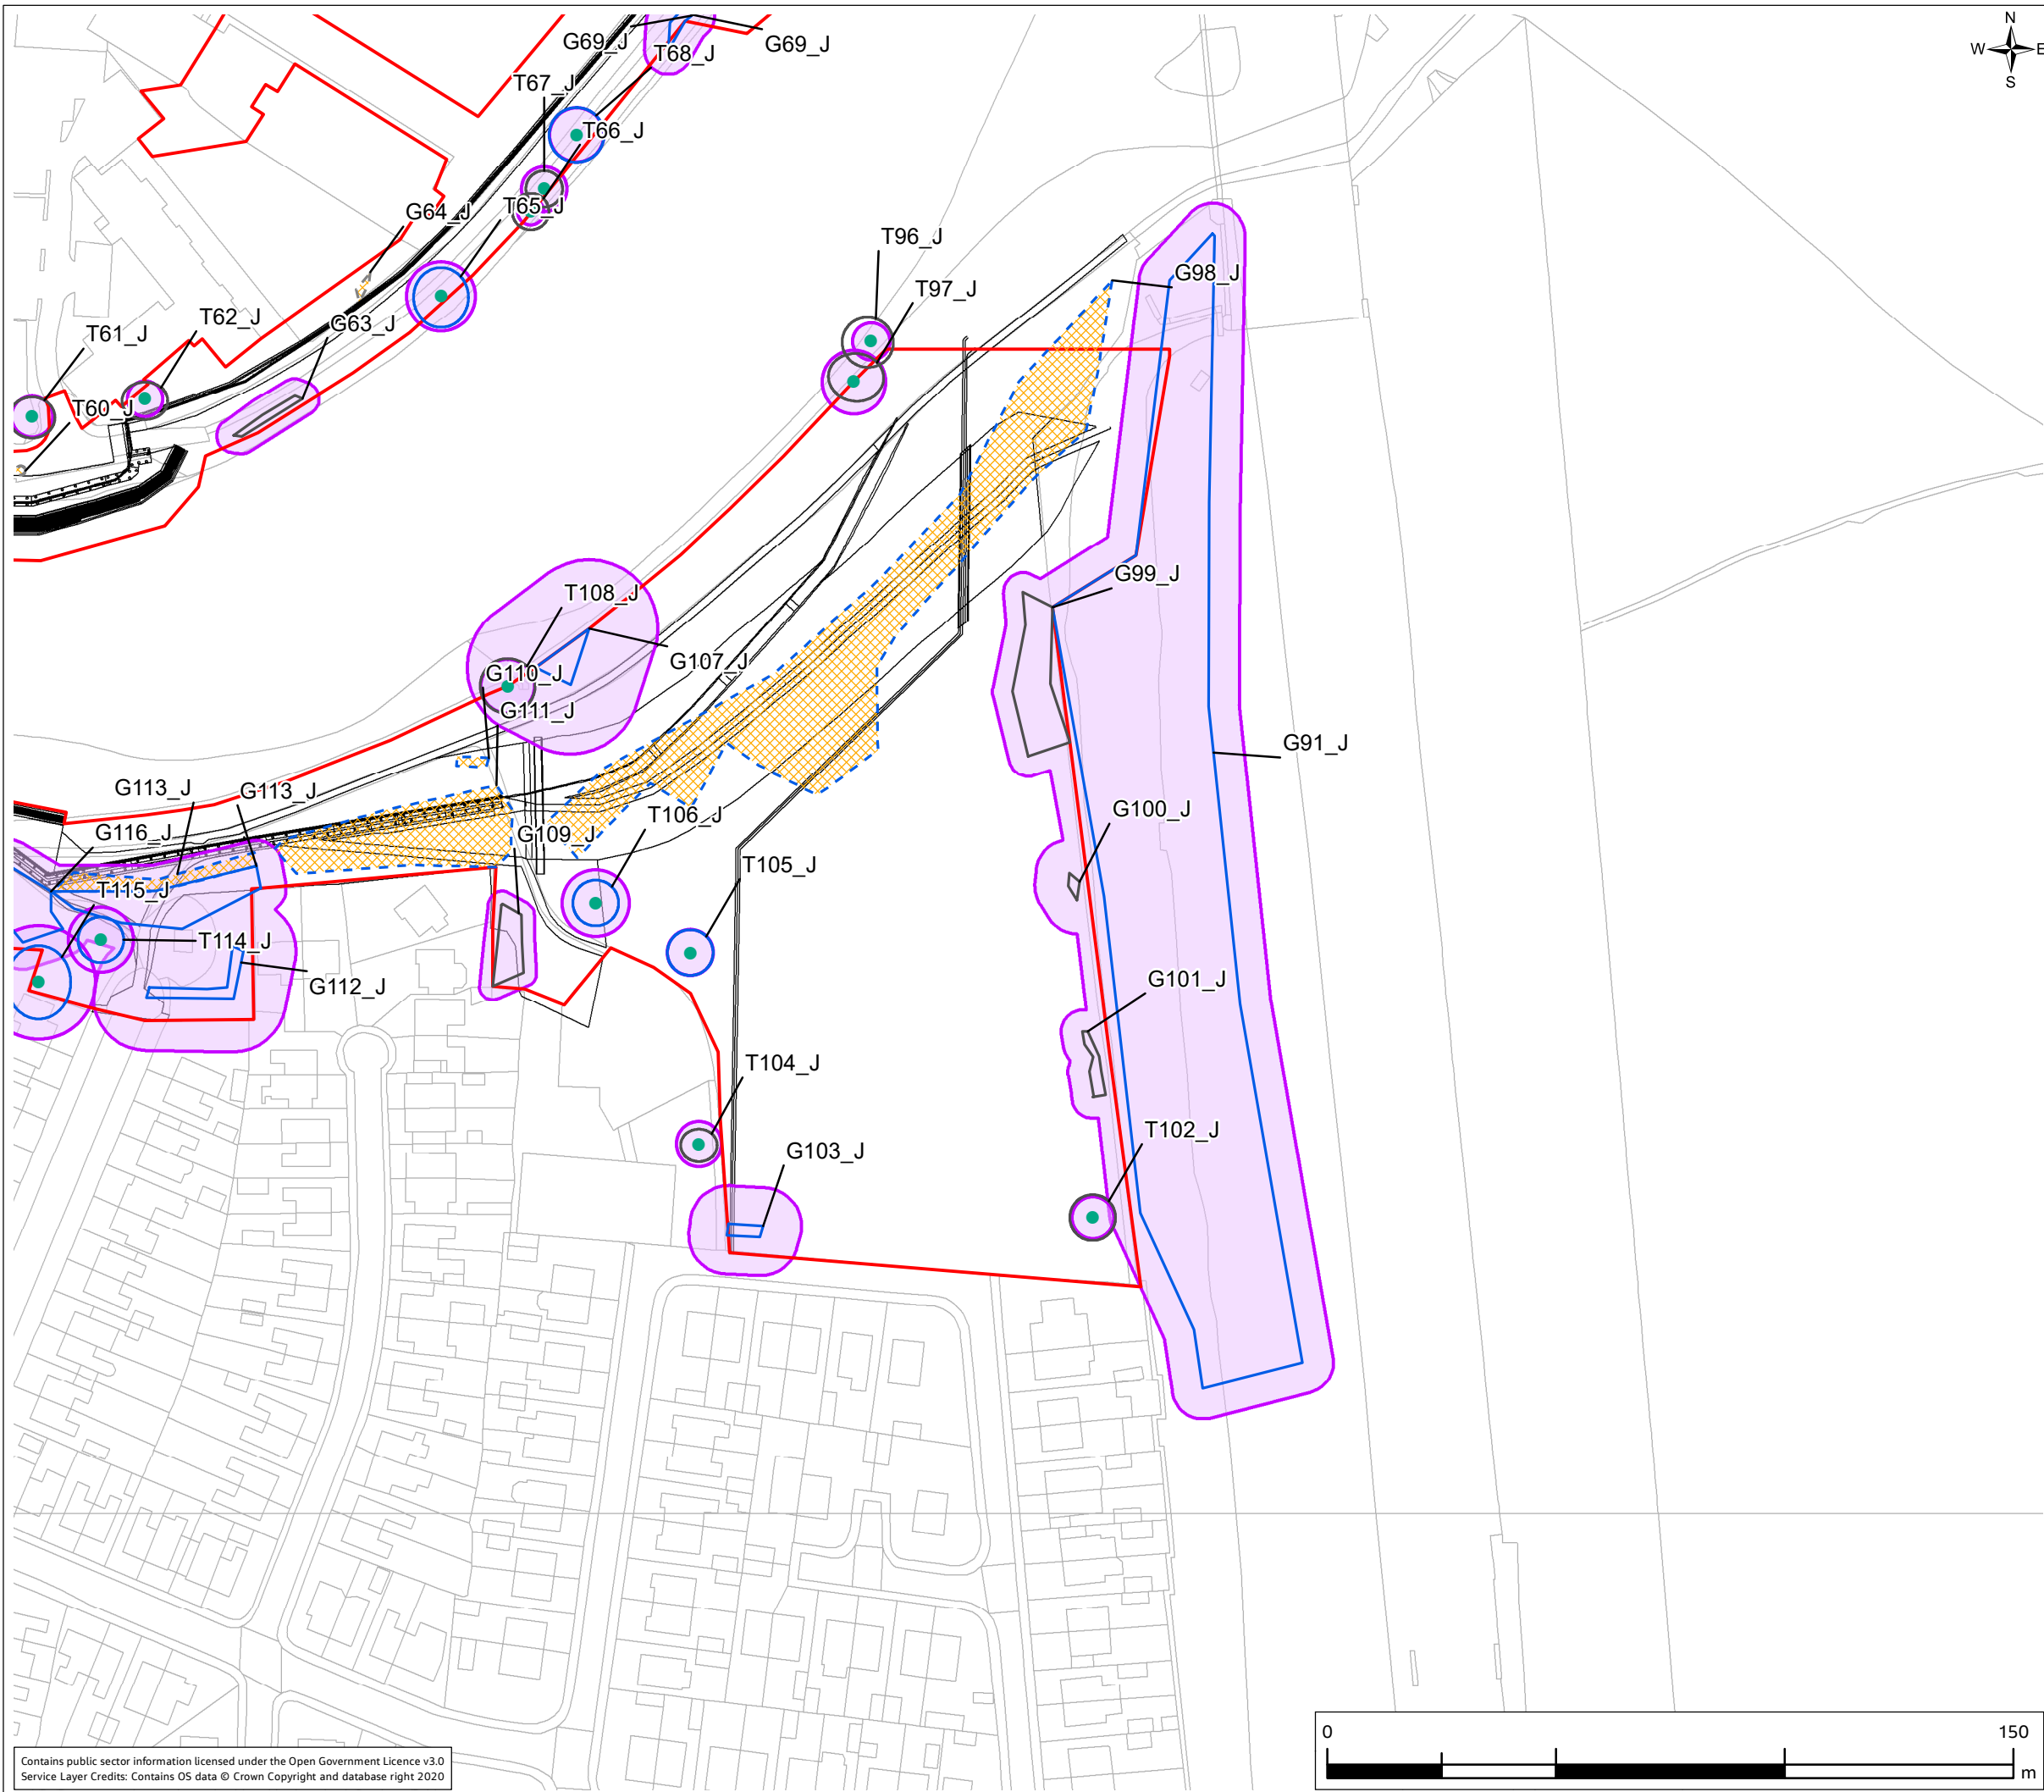 N
W E
S
G69_J
G69_J
T68_J
T67_J
T66_J
G64_J
T65_J
T96_J
G98_J
T97_J
T62_J
G63_J
T61_J
T60_J
G99_J
T108_J
G107_J
G110_J
G111_J
G91_J
G113_J
G113_J
G100_J
T106_J
G116_J
G109_J
T105_J
T115_J
T114_J
G112_J
G101_J
T104_J
T102_J
G103_J
0 150
m
Contains public sector information licensed under the Open Government Licence v3.0
Service Layer Credits: Contains OS data © Crown Copyright and database right 2020